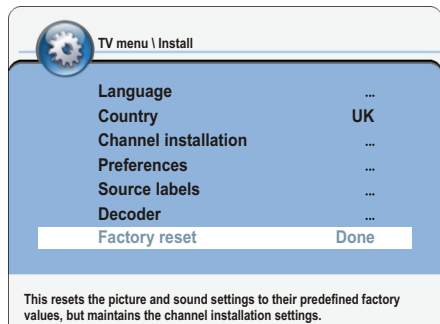 TV menu \ Install
Language ...
Country UK
Channel installation ...
Preferences ...
Source labels ...
Decoder ...
Factory reset Done
This resets the picture and sound settings to their predefined factory
values, but maintains the channel installation settings.